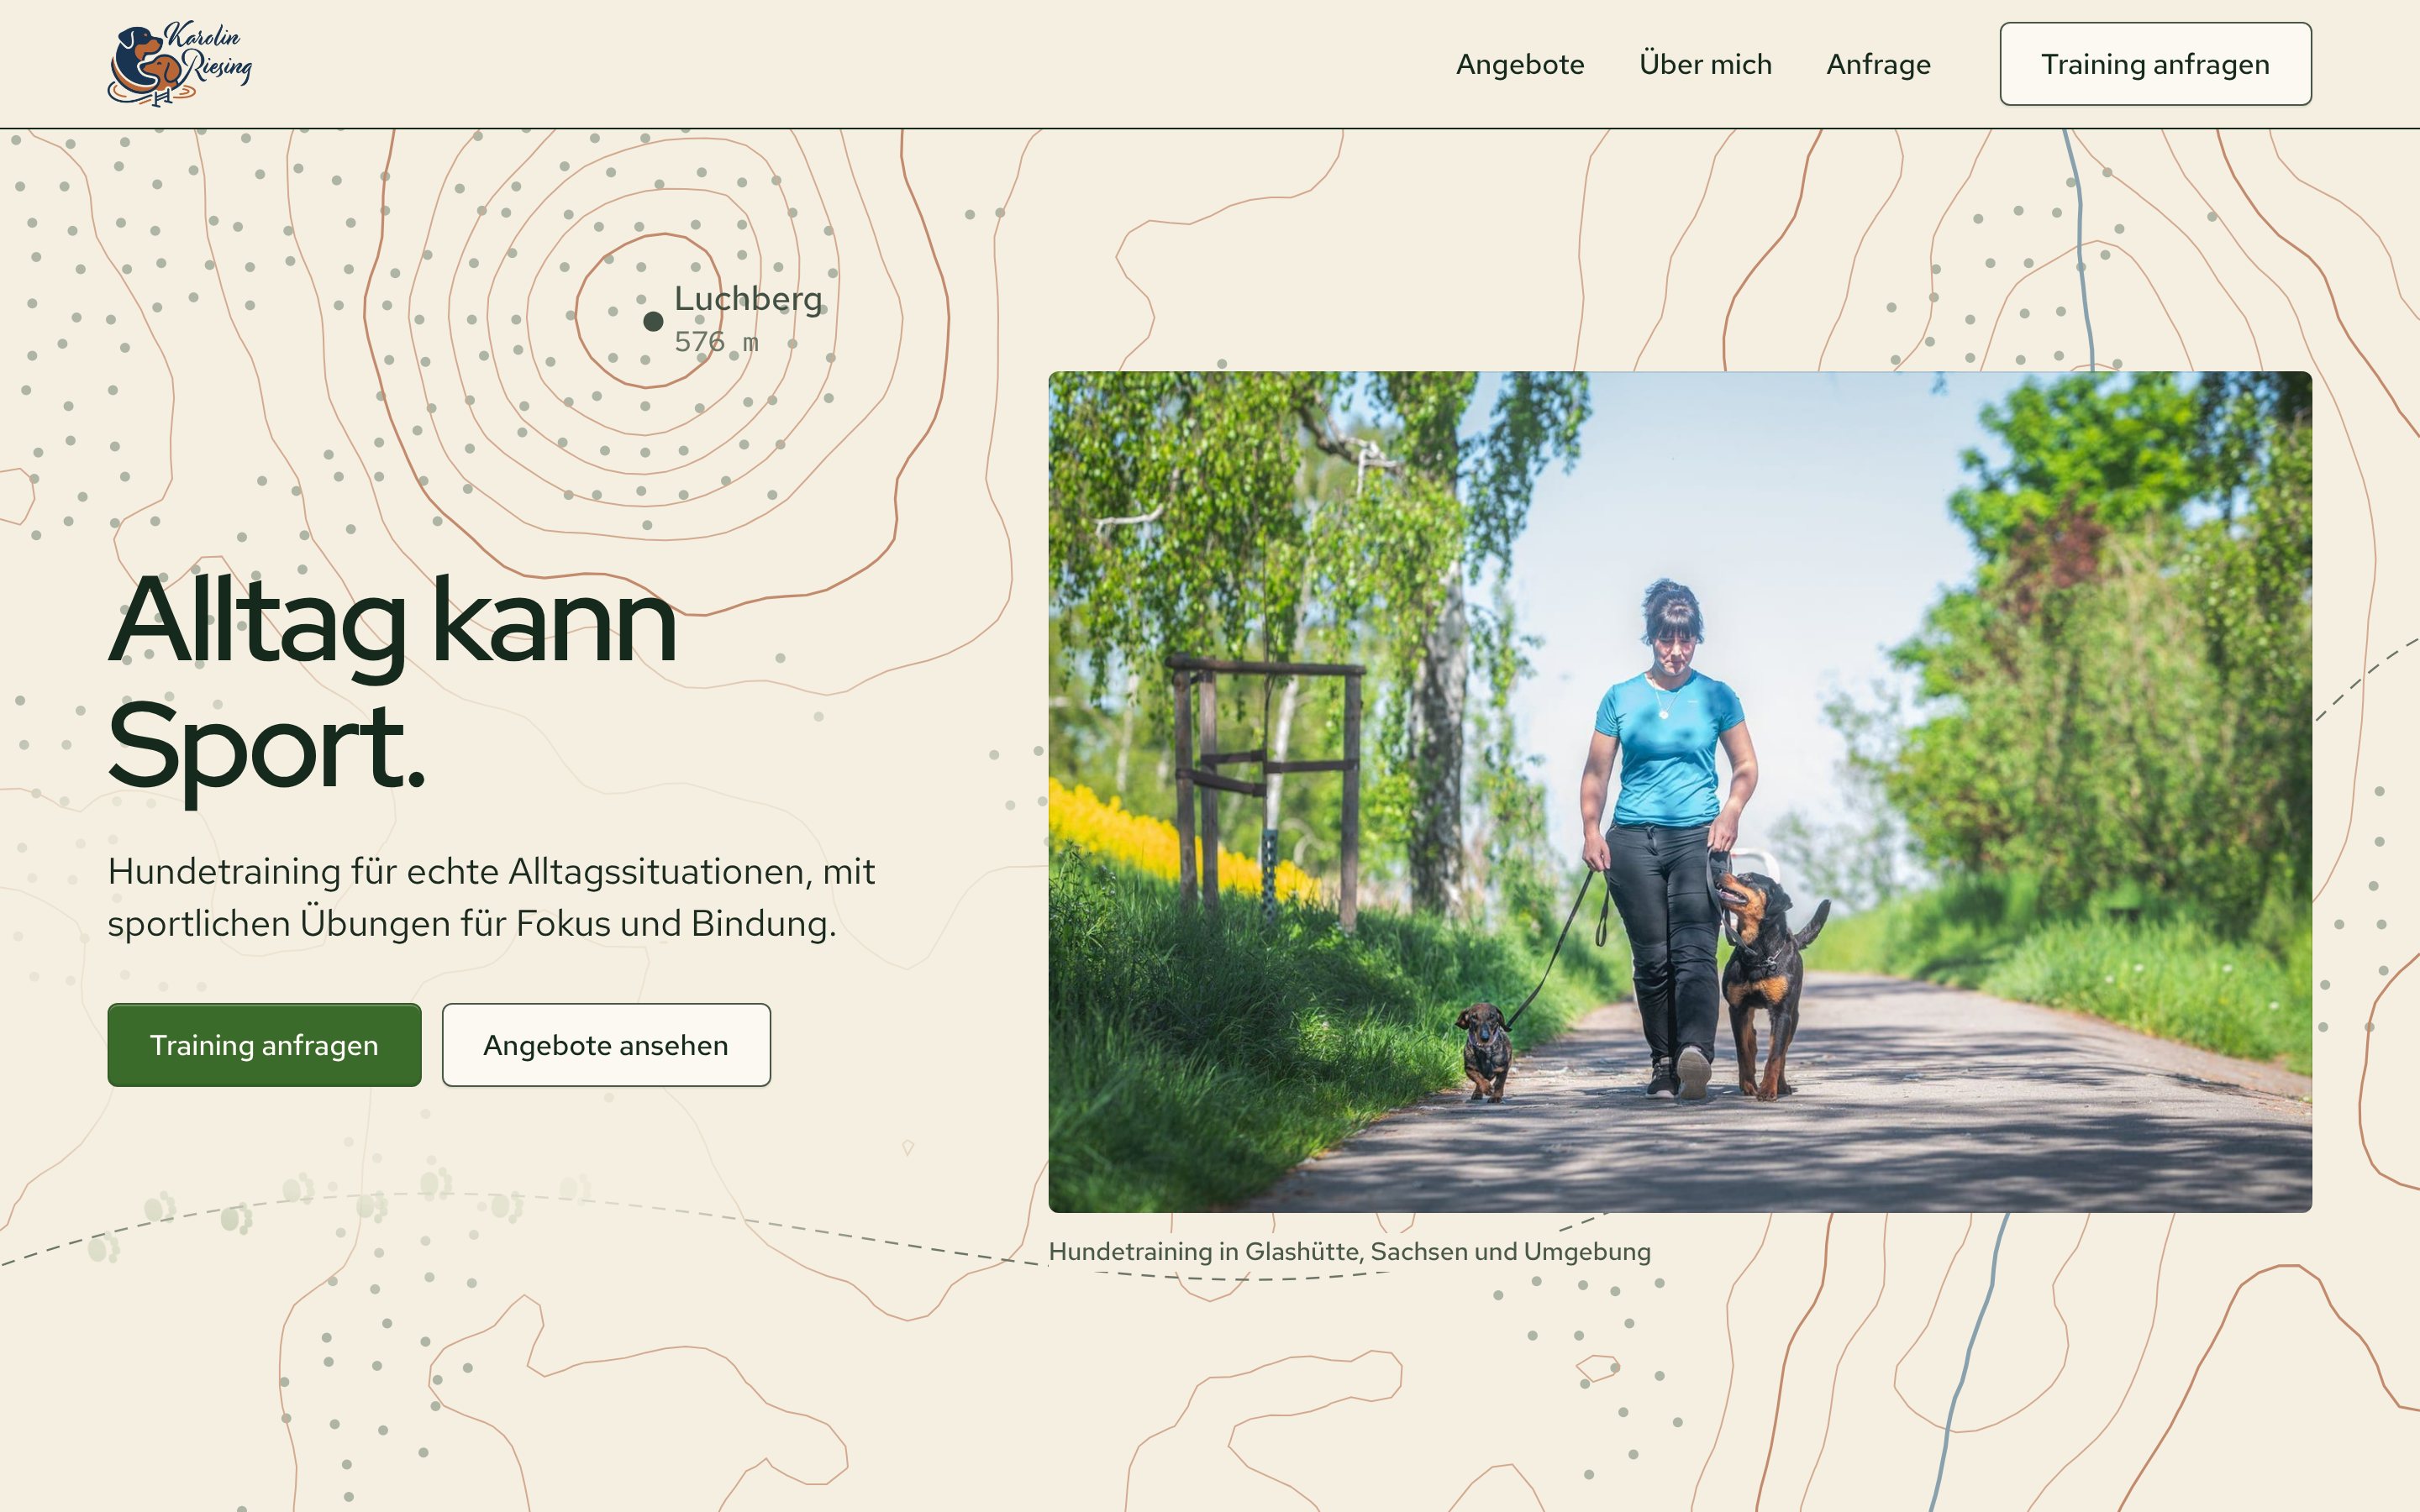 Karolin
Riesing
Angebote
Über mich
Anfrage
Training anfragen
Luchberg
576 m
Alltag kann
Sport.
Hundetraining für echte Alltagssituationen, mit
sportlichen Übungen für Fokus und Bindung.
Training anfragen
Angebote ansehen
Hundetraining in Glashütte, Sachsen und Umgebung